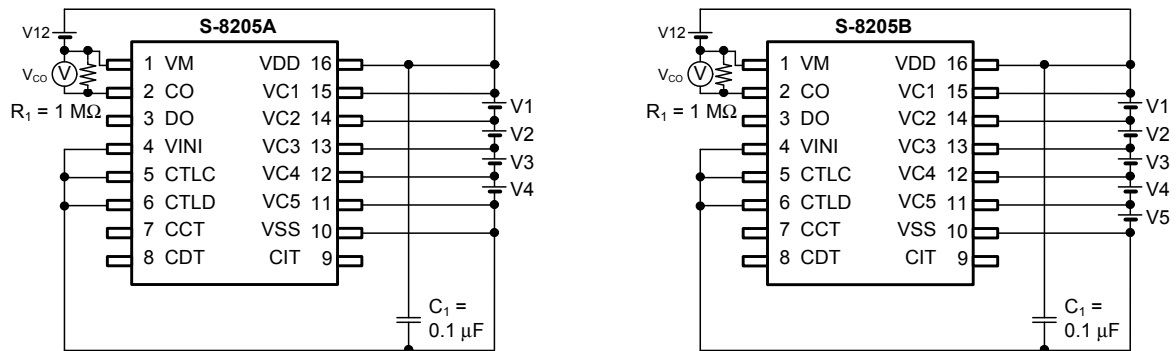 S-8205A
V12
V
VCO
R1 = 1 MΩ
1 VM
2 CO
3 DO
4 VINI
5 CTLC
6 CTLD
7 CCT
8 CDT
VDD 16
VC1 15
VC2 14
VC3 13
VC4 12
VC5 11
VSS 10
CIT 9
V1
V2
V3
V4
C1 =
0.1 μF
S-8205B
V12
V
VCO
R1 = 1 MΩ
1 VM
2 CO
3 DO
4 VINI
5 CTLC
6 CTLD
7 CCT
8 CDT
VDD 16
VC1 15
VC2 14
VC3 13
VC4 12
VC5 11
VSS 10
CIT 9
V1
V2
V3
V4
V5
C1 =
0.1 μF